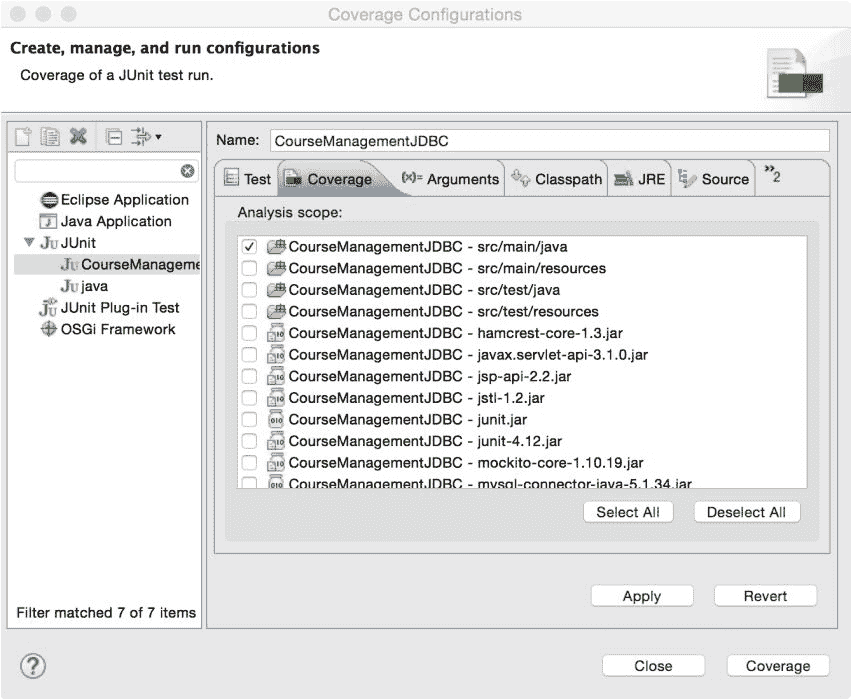 Coverage Configurations
Create, manage, and run configurations
Coverage of a JUnit test run.
Eclipse Application
Java Application
JUnit
CourseManageme
java
JUnit Plug-in Test
OSGi Framework
Filter matched 7 of 7 items
Name: CourseManagementJDBC
Test Coverage (x)= Arguments Classpath JRE Source »2
Analysis scope:
CourseManagementJDBC - src/main/java
CourseManagementJDBC - src/main/resources
CourseManagementJDBC - src/test/java
CourseManagementJDBC - src/test/resources
CourseManagementJDBC - hamcrest-core-1.3.jar
CourseManagementJDBC - javax.servlet-api-3.1.0.jar
CourseManagementJDBC - jsp-api-2.2.jar
CourseManagementJDBC - jstl-1.2.jar
CourseManagementJDBC - junit.jar
CourseManagementJDBC - junit-4.12.jar
CourseManagementJDBC - mockito-core-1.10.19.jar
CourseManagementJDBC - mysql-connector-java-5.1.34.jar
Select All Deselect All
Apply Revert
? Close Coverage